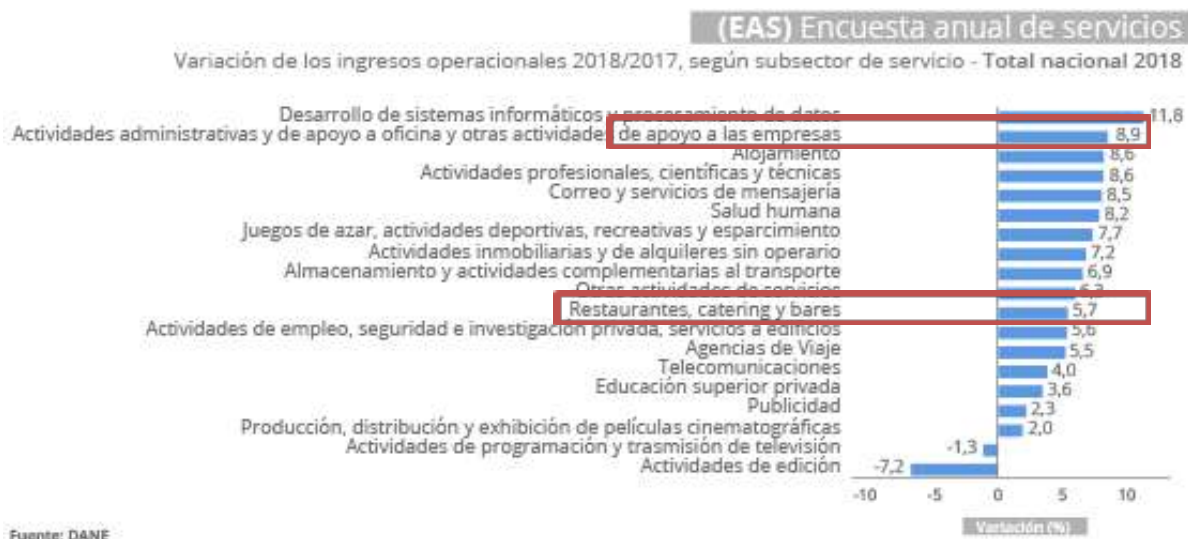 (EAS) Encuesta anual de servicios
Variación de los ingresos operacionales 2018/2017, según subsector de servicio - Total nacional 2018
Desarrollo de sistemas informáticos y procesamiento de datos 11,8
Actividades administrativas y de apoyo a oficina y otras actividades de apoyo a las empresas 8,9
Alojamiento 8,6
Actividades profesionales, científicas y técnicas 8,6
Correo y servicios de mensajería 8,5
Salud humana 8,2
Juegos de azar, actividades deportivas, recreativas y esparcimiento 7,7
Actividades inmobiliarias y de alquileres sin operario 7,2
Almacenamiento y actividades complementarias al transporte 6,9
Otras actividades de servicios 6,3
Restaurantes, catering y bares 5,7
Actividades de empleo, seguridad e investigación privada, servicios a edificios 5,6
Agencias de Viaje 5,5
Telecomunicaciones 4,0
Educación superior privada 3,6
Publicidad 2,3
Producción, distribución y exhibición de películas cinematográficas 2,0
Actividades de programación y trasmisión de televisión -1,3
Actividades de edición -7,2
-10 -5 0 5 10
Variación (%)
Fuente: DANE